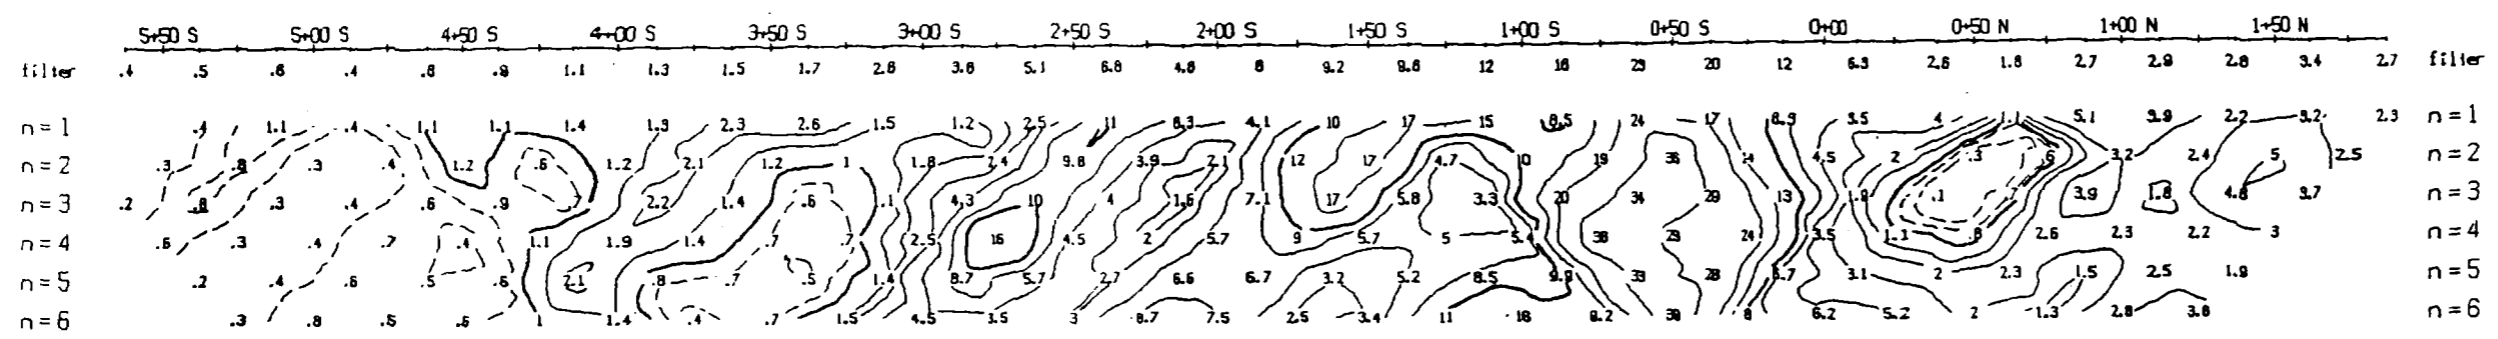 5+50 S 5+00 S 4+50 S 4+00 S 3+50 S 3+00 S 2+50 S 2+00 S 1+50 S 1+00 S 0+50 S 0+00 0+50 N 1+00 N 1+50 N
filter .4 .5 .6 .4 .8 .9 1.1 1.3 1.5 1.7 2.8 3.8 5.1 6.8 4.8 8 9.2 9.8 12 16 23 20 12 6.3 2.6 1.8 2.7 2.9 2.8 3.4 2.7 filter
n=1 .4 1.1 .4 1.1 1.1 1.4 1.3 2.3 2.6 1.5 1.2 2.5 11 8.3 4.1 10 17 15 8.5 24 17 8.9 3.5 4 1.1 5.1 9.9 2.2 3.2 2.3 n=1
n=2 .3 .8 .3 .4 1.2 .6 1.2 2.1 1.2 1 1.8 2.4 9.8 3.9 2.1 12 17 4.7 10 19 36 14 4.5 2 .3 .6 3.2 2.4 5 2.5 n=2
n=3 .2 .8 .3 .4 .6 .9 .7 2.2 1.4 .6 1.1 4.3 10 4 1.6 7.1 17 5.8 3.3 20 34 29 13 1.9 .1 .7 3.9 1.8 4.8 3.7 n=3
n=4 .6 .3 .4 .7 .4 1.1 1.9 1.4 .7 .7 2.5 16 4.5 2 5.7 9 5.7 5 5.4 38 29 24 3.5 1.1 .8 2.6 2.3 2.2 3 n=4
n=5 .2 .4 .6 .5 .6 2.1 .8 .7 .5 1.4 8.7 5.7 2.7 6.6 6.7 3.2 5.2 8.5 9.9 33 28 6.7 3.1 2 2.3 1.5 2.5 1.9 n=5
n=6 .3 .8 .6 .6 1 1.4 .4 .7 1.5 4.5 3.5 3 8.7 7.5 2.5 3.4 11 16 8.2 38 8 6.2 5.2 2 1.3 2.8 3.8 n=6